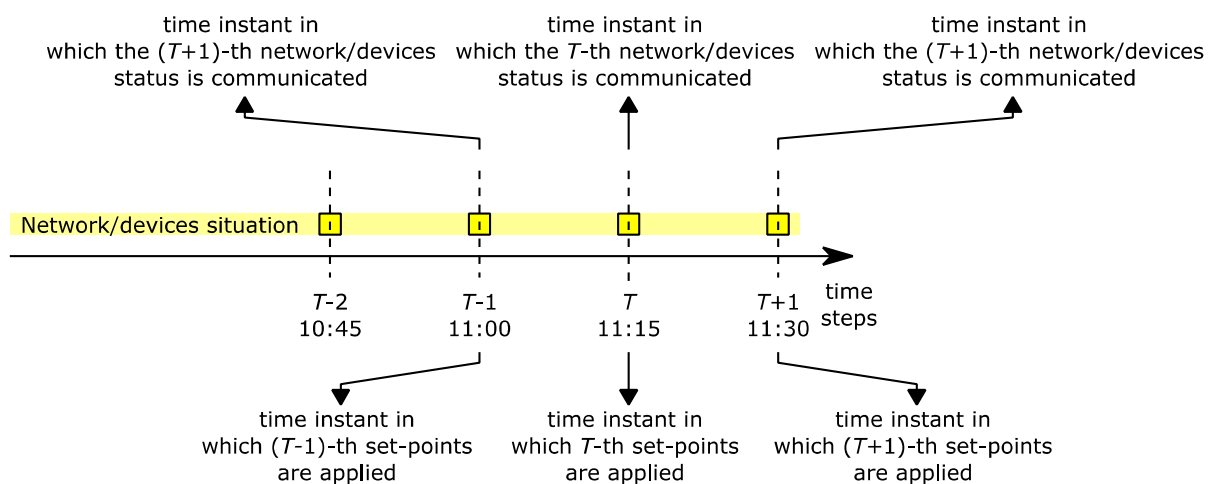 time instant in
which the (T+1)-th network/devices
status is communicated
time instant in
which the T-th network/devices
status is communicated
time instant in
which the (T+1)-th network/devices
status is communicated
Network/devices situation
T-2
10:45
T-1
11:00
T
11:15
T+1
11:30
time
steps
time instant in
which (T-1)-th set-points
are applied
time instant in
which T-th set-points
are applied
time instant in
which (T+1)-th set-points
are applied